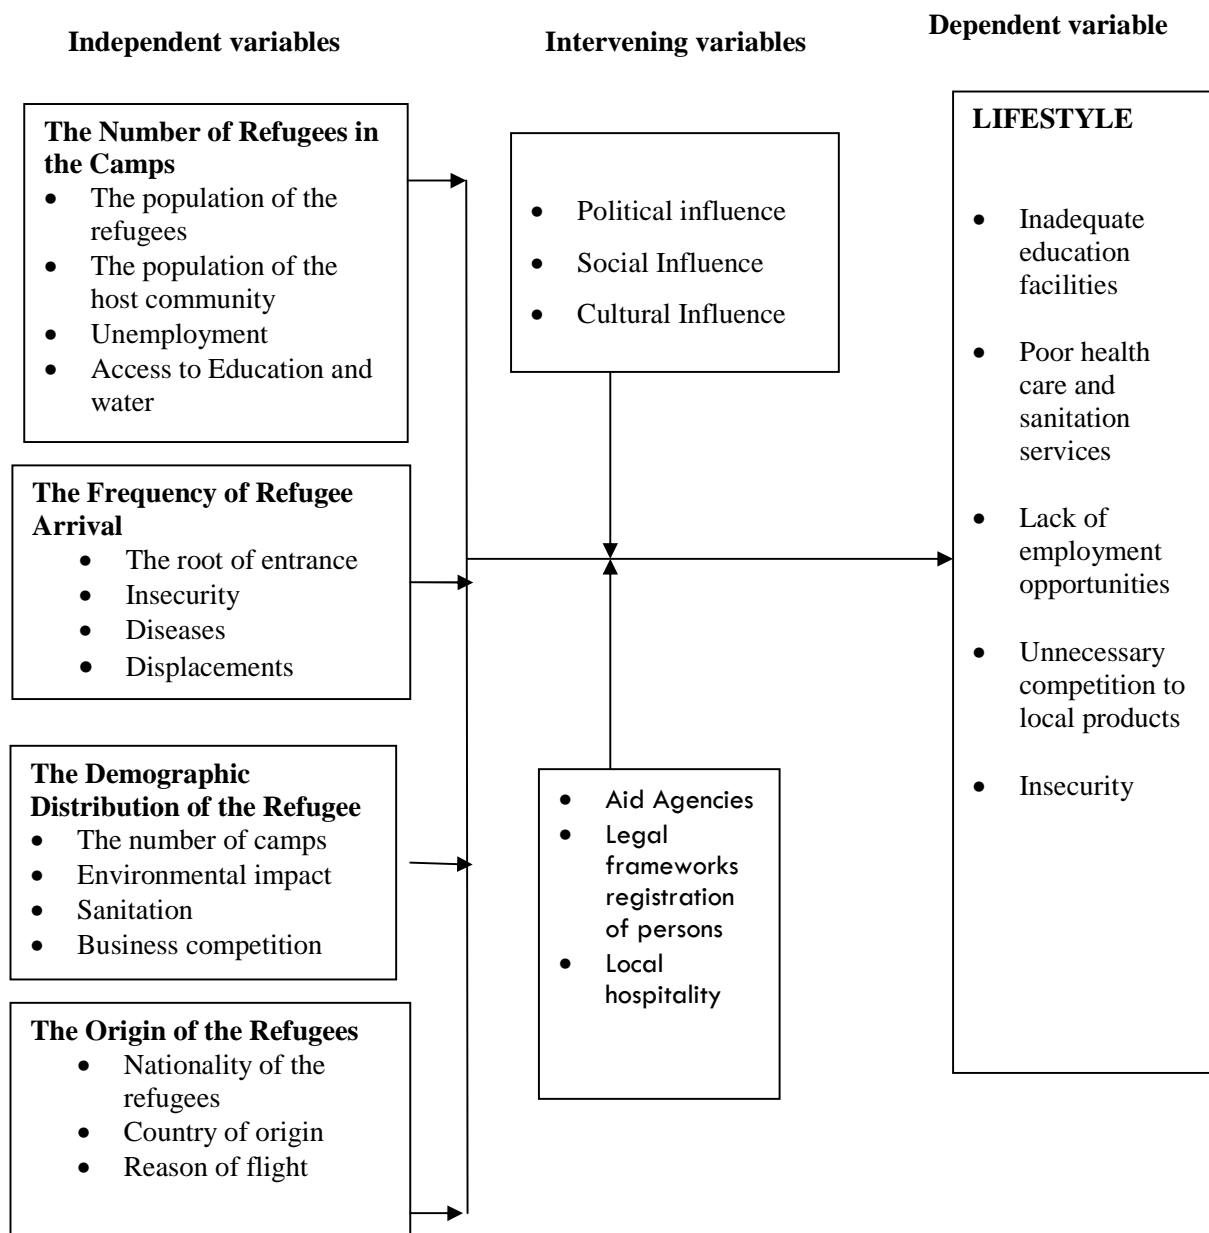 Independent variables
Intervening variables
Dependent variable
The Number of Refugees in
the Camps
• The population of the
refugees
• The population of the
host community
• Unemployment
• Access to Education and
water
The Frequency of Refugee
Arrival
• The root of entrance
• Insecurity
• Diseases
• Displacements
The Demographic
Distribution of the Refugee
• The number of camps
• Environmental impact
• Sanitation
• Business competition
The Origin of the Refugees
• Nationality of the
refugees
• Country of origin
• Reason of flight
• Political influence
• Social Influence
• Cultural Influence
• Aid Agencies
• Legal
frameworks
registration
of persons
• Local
hospitality
LIFESTYLE
• Inadequate
education
facilities
• Poor health
care and
sanitation
services
• Lack of
employment
opportunities
• Unnecessary
competition to
local products
• Insecurity